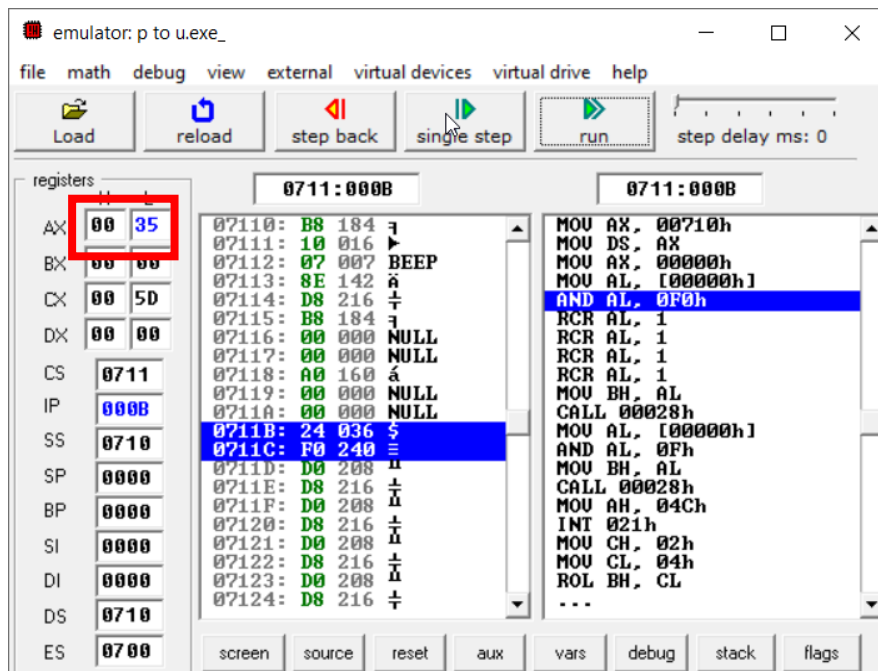 emulator: p to u.exe_
file math debug view external virtual devices virtual drive help
Load reload step back single step run step delay ms: 0
registers 0711:000B 0711:000B
H L
AX 00 35
BX 00 00
CX 00 5D
DX 00 00
CS 0711
IP 000B
SS 0710
SP 0000
BP 0000
SI 0000
DI 0000
DS 0710
ES 0700
07110: B8 184 ╕
07111: 10 016 ►
07112: 07 007 BEEP
07113: 8E 142 Ä
07114: D8 216 ╪
07115: B8 184 ╕
07116: 00 000 NULL
07117: 00 000 NULL
07118: A0 160 á
07119: 00 000 NULL
0711A: 00 000 NULL
0711B: 24 036 $
0711C: F0 240 ≡
0711D: D0 208 ╨
0711E: D8 216 ╪
0711F: D0 208 ╨
07120: D8 216 ╪
07121: D0 208 ╨
07122: D8 216 ╪
07123: D0 208 ╨
07124: D8 216 ╪
MOV AX, 00710h
MOV DS, AX
MOV AX, 00000h
MOV AL, [00000h]
AND AL, 0F0h
RCR AL, 1
RCR AL, 1
RCR AL, 1
RCR AL, 1
MOV BH, AL
CALL 00028h
MOV AL, [00000h]
AND AL, 0Fh
MOV BH, AL
CALL 00028h
MOV AH, 04Ch
INT 021h
MOV CH, 02h
MOV CL, 04h
ROL BH, CL
...
screen source reset aux vars debug stack flags